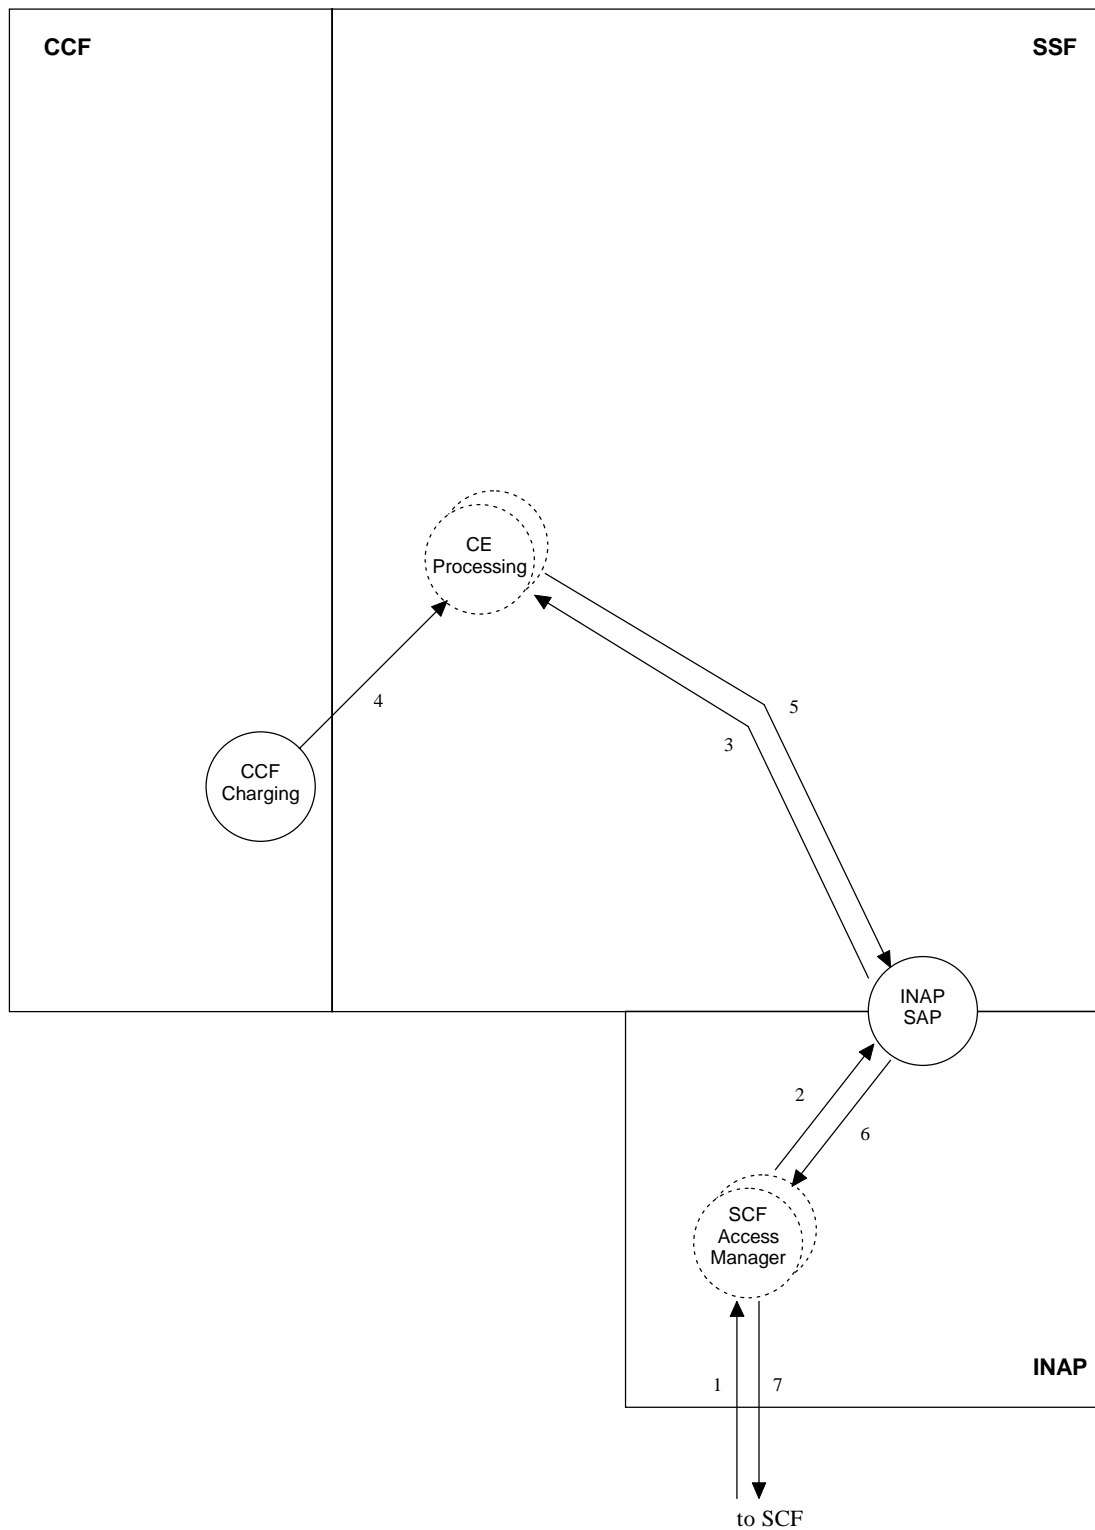 CCF
SSF
CE
Processing
4
5
3
CCF
Charging
INAP
SAP
2
6
SCF
Access
Manager
INAP
1
7
to SCF